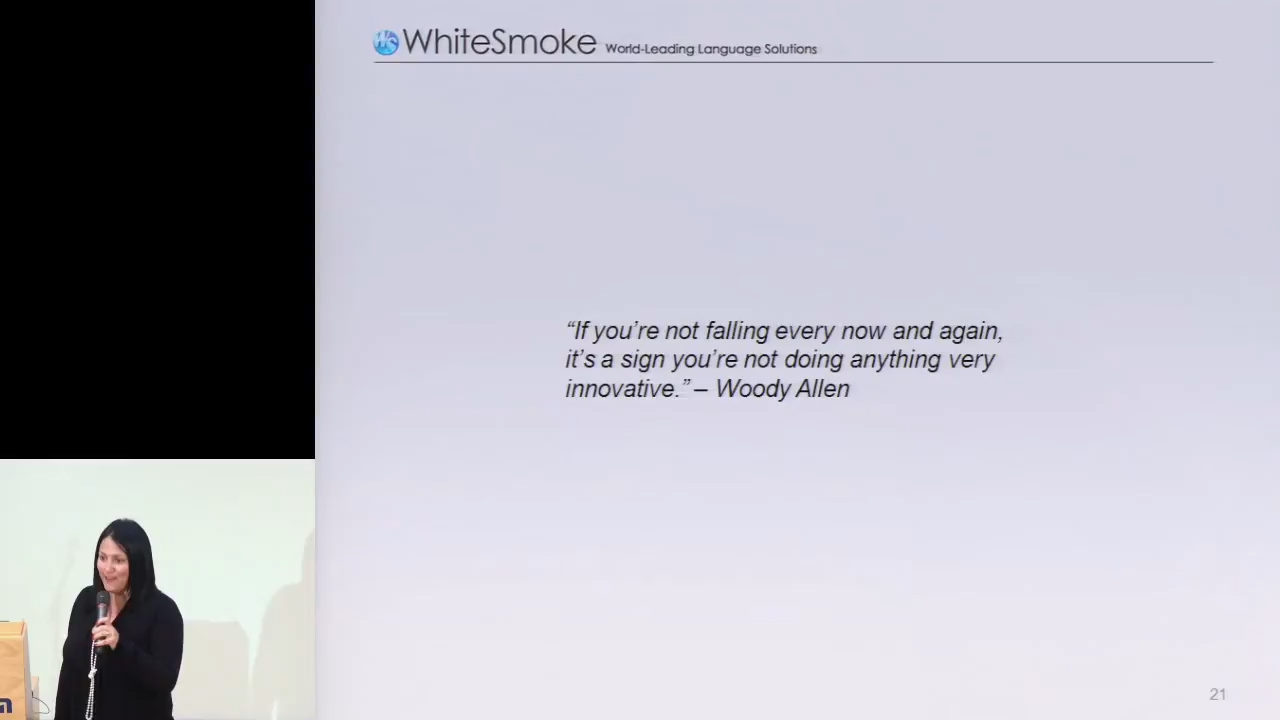 WhiteSmoke World-Leading Language Solutions
“If you’re not falling every now and again,
it’s a sign you’re not doing anything very
innovative.” – Woody Allen
21